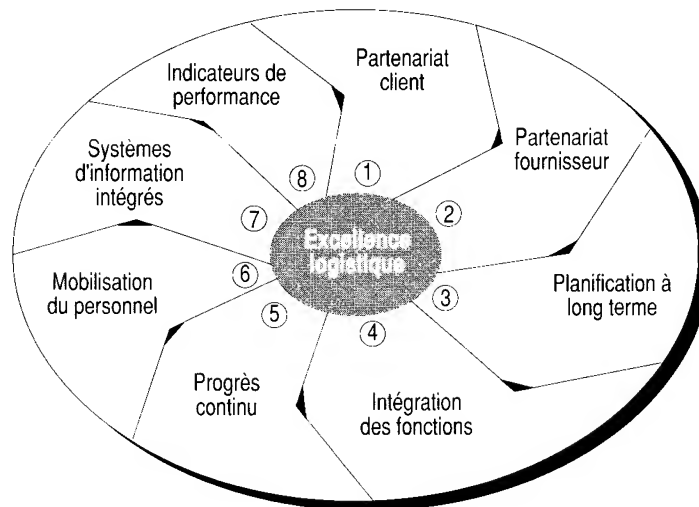 Partenariat
client
①
Partenariat
fournisseur
②
Planification à
long terme
③
Intégration
des fonctions
④
Progrès
continu
⑤
Mobilisation
du personnel
⑥
Systèmes
d'information
intégrés
⑦
Indicateurs de
performance
⑧
Excellence
logistique